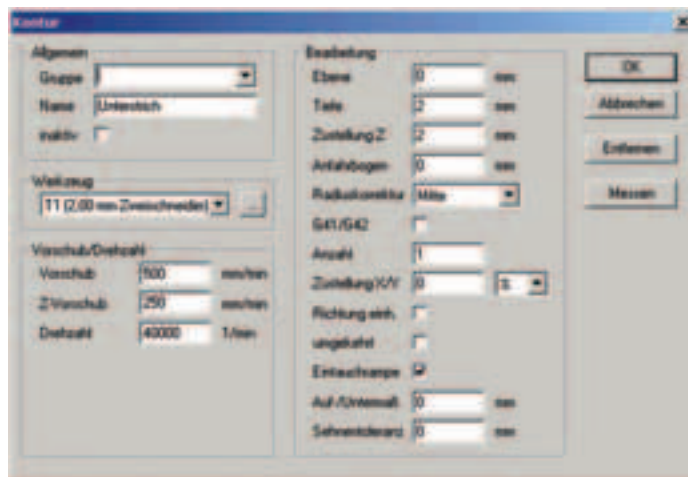 Kontur
Allgemein
Gruppe
Name Unterstrich
inaktiv
Werkzeug
T1 (2,00 mm Zweischneider)
...
Vorschub/Drehzahl
Vorschub 500 mm/min
Z-Vorschub 250 mm/min
Drehzahl 40000 1/min
Bearbeitung
Ebene 0 mm
Tiefe 2 mm
Zustellung Z 2 mm
Anfahrbogen 0 mm
Radiuskorrektur Mitte
G41/G42
Anzahl 1
Zustellung X/Y 0 %
Richtung einh.
umgekehrt
Eintauchrampe
Auf-/Untermaß 0 mm
Sehnentoleranz 0 mm
OK
Abbrechen
Entfernen
Messen